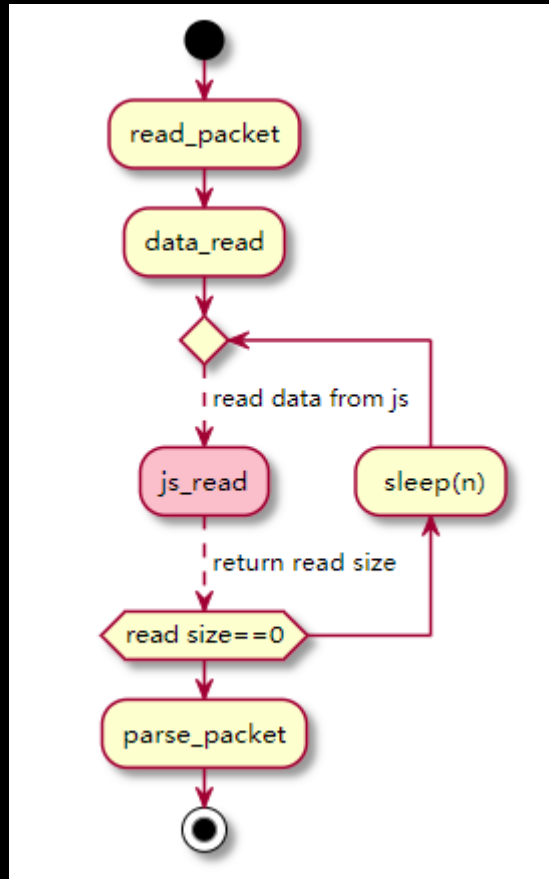 read_packet
data_read
read data from js
js_read
sleep(n)
return read size
read size==0
parse_packet